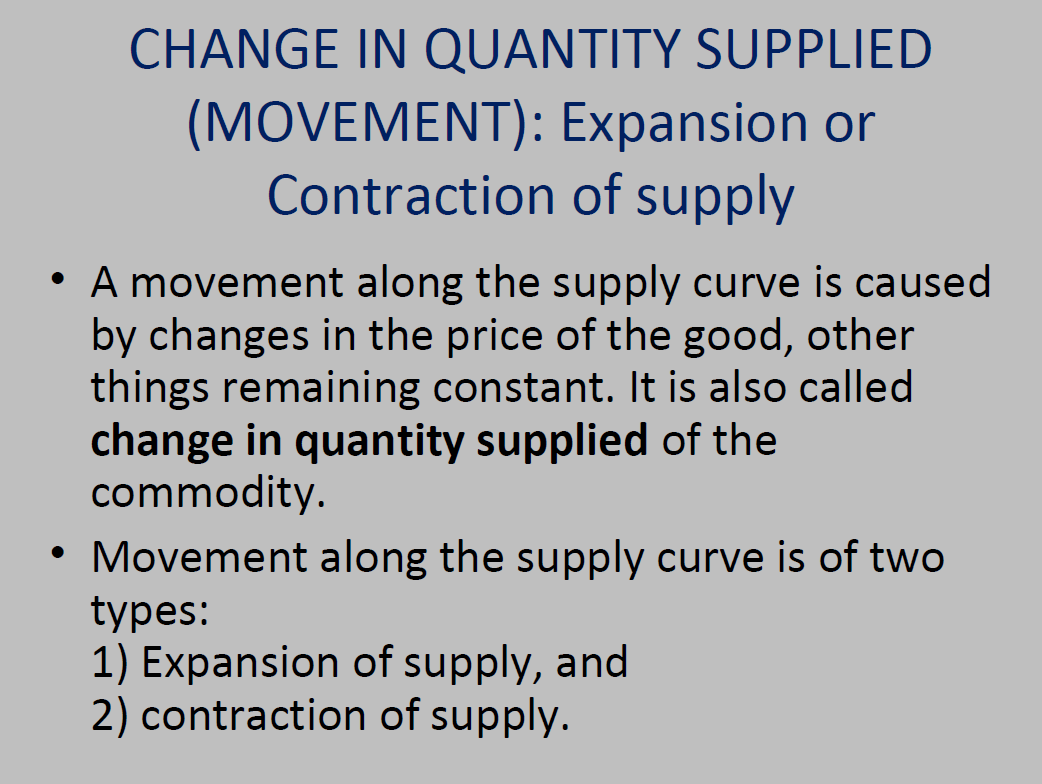 CHANGE IN QUANTITY SUPPLIED
(MOVEMENT): Expansion or
Contraction of supply
• A movement along the supply curve is caused
by changes in the price of the good, other
things remaining constant. It is also called
change in quantity supplied of the
commodity.
• Movement along the supply curve is of two
types:
1) Expansion of supply, and
2) contraction of supply.